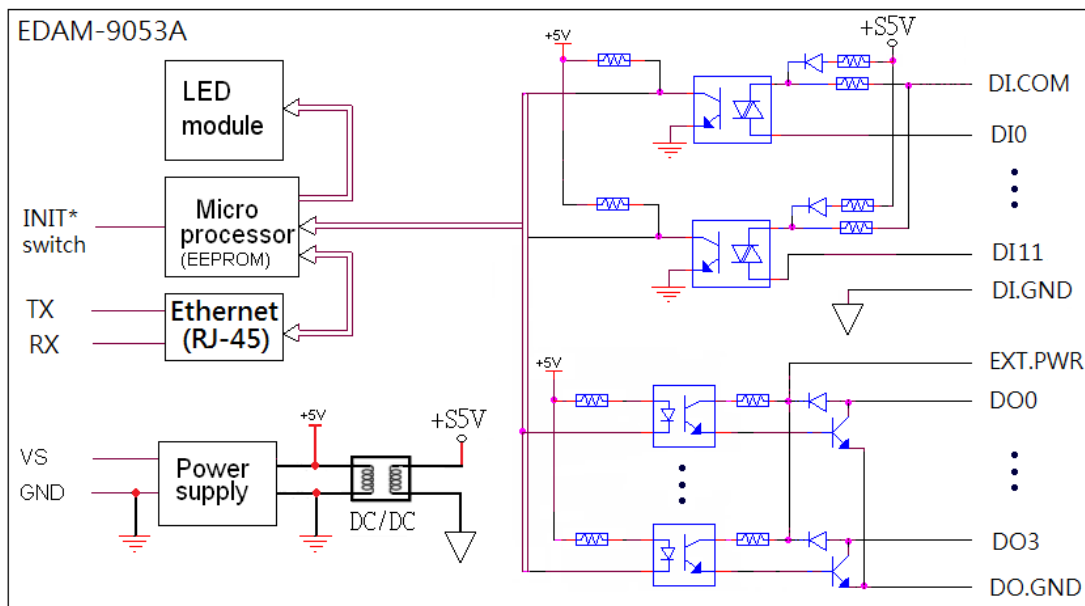 EDAM-9053A
LED
module
INIT*
switch
Micro
processor
(EEPROM)
TX
RX
Ethernet
(RJ-45)
VS
GND
Power
supply
+5V
DC/DC
+S5V
+5V
+S5V
DI.COM
DI0
DI11
DI.GND
+5V
EXT.PWR
DO0
DO3
DO.GND